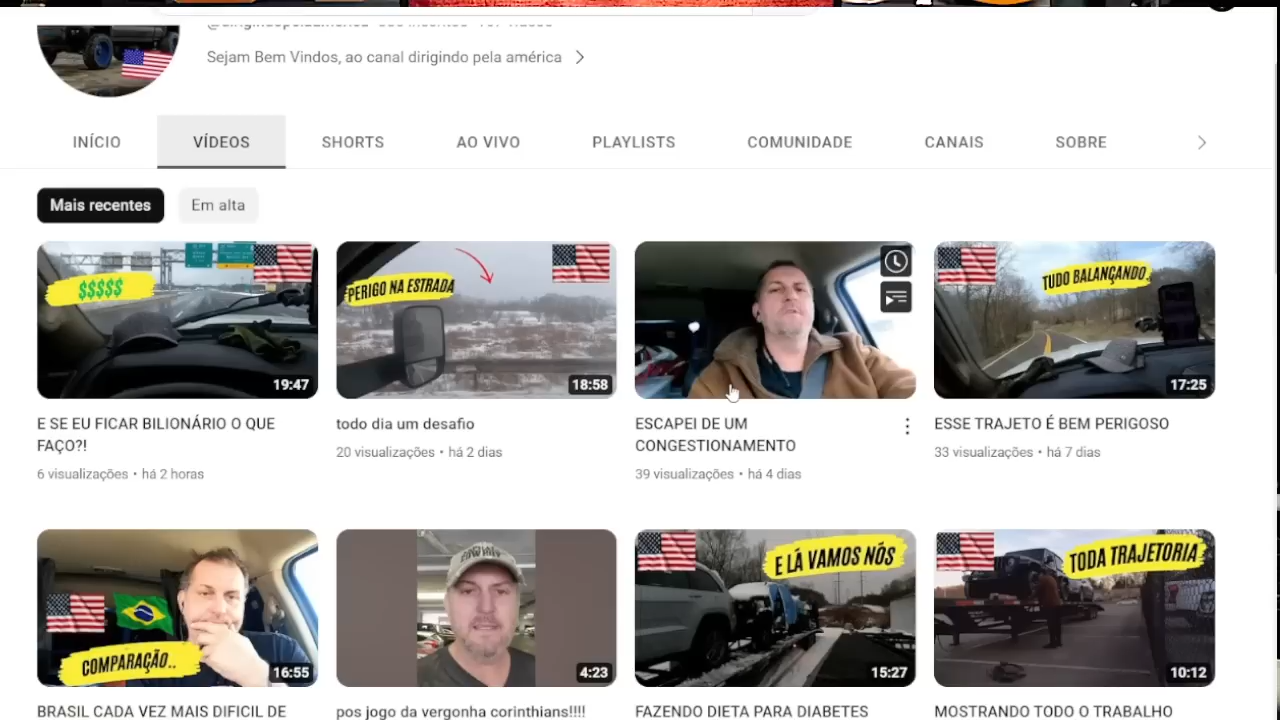 Sejam Bem Vindos, ao canal dirigindo pela américa
INÍCIO
VÍDEOS
SHORTS
AO VIVO
PLAYLISTS
COMUNIDADE
CANAIS
SOBRE
Mais recentes
Em alta
$$$$$
19:47
PERIGO NA ESTRADA
18:58
TUDO BALANÇANDO
17:25
E SE EU FICAR BILIONÁRIO O QUE
FAÇO?!
6 visualizações • há 2 horas
todo dia um desafio
20 visualizações • há 2 dias
ESCAPEI DE UM
CONGESTIONAMENTO
39 visualizações • há 4 dias
ESSE TRAJETO É BEM PERIGOSO
33 visualizações • há 7 dias
COMPARAÇÃO..
16:55
4:23
E LÁ VAMOS NÓS
15:27
TODA TRAJETORIA
10:12
BRASIL CADA VEZ MAIS DIFICIL DE
pos jogo da vergonha corinthians!!!!
FAZENDO DIETA PARA DIABETES
MOSTRANDO TODO O TRABALHO